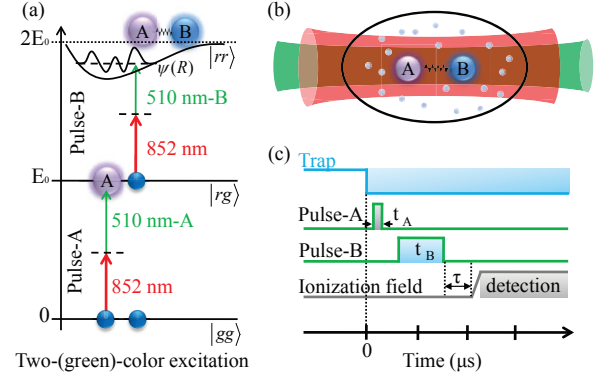 (a)
2E₀
A
B
|rr⟩
ψ(R)
510 nm-B
Pulse-B
852 nm
A
E₀
|rg⟩
510 nm-A
Pulse-A
852 nm
0
|gg⟩
Two-(green)-color excitation
(b)
A
B
(c)
Trap
Pulse-A
t_A
Pulse-B
t_B
τ
Ionization field
detection
0
Time (μs)